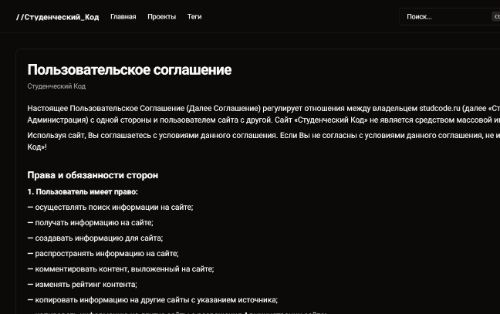 //Студенческий_Код Главная Проекты Теги Поиск...
Пользовательское соглашение
Студенческий Код
Настоящее Пользовательское Соглашение (Далее Соглашение) регулирует отношения между владельцем studcode.ru (далее «Ст
Администрация) с одной стороны и пользователем сайта с другой. Сайт «Студенческий Код» не является средством массовой
Используя сайт, Вы соглашаетесь с условиями данного соглашения. Если Вы не согласны с условиями данного соглашения, не
Код»!
Права и обязанности сторон
1. Пользователь имеет право:
— осуществлять поиск информации на сайте;
— получать информацию на сайте;
— создавать информацию для сайта;
— распространять информацию на сайте;
— комментировать контент, выложенный на сайте;
— изменять рейтинг контента;
— копировать информацию на другие сайты с указанием источника;